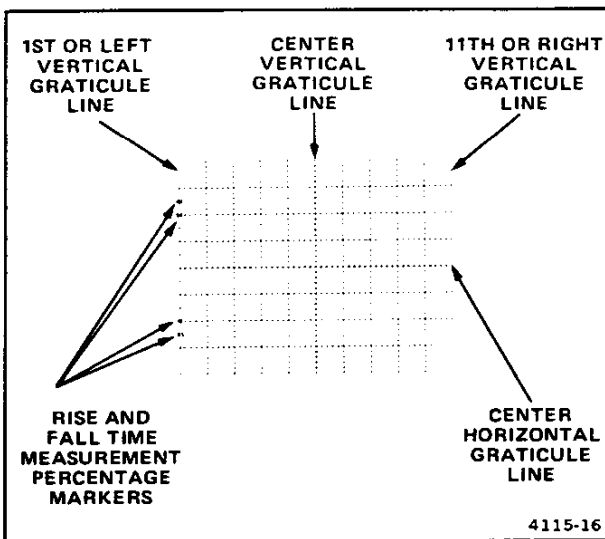 1ST OR LEFT
VERTICAL
GRATICULE
LINE
CENTER
VERTICAL
GRATICULE
LINE
11TH OR RIGHT
VERTICAL
GRATICULE
LINE
RISE AND
FALL TIME
MEASUREMENT
PERCENTAGE
MARKERS
CENTER
HORIZONTAL
GRATICULE
LINE
4115-16